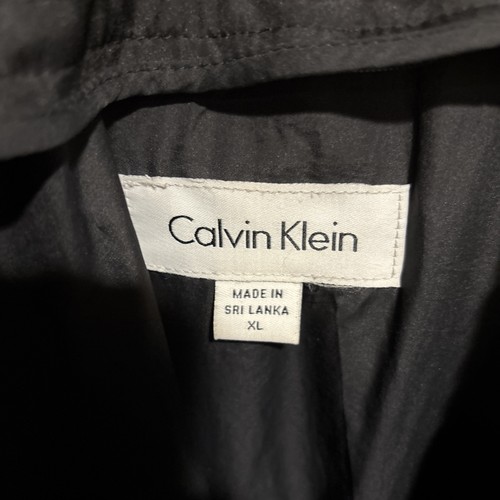 Calvin Klein
MADE IN
SRI LANKA
XL